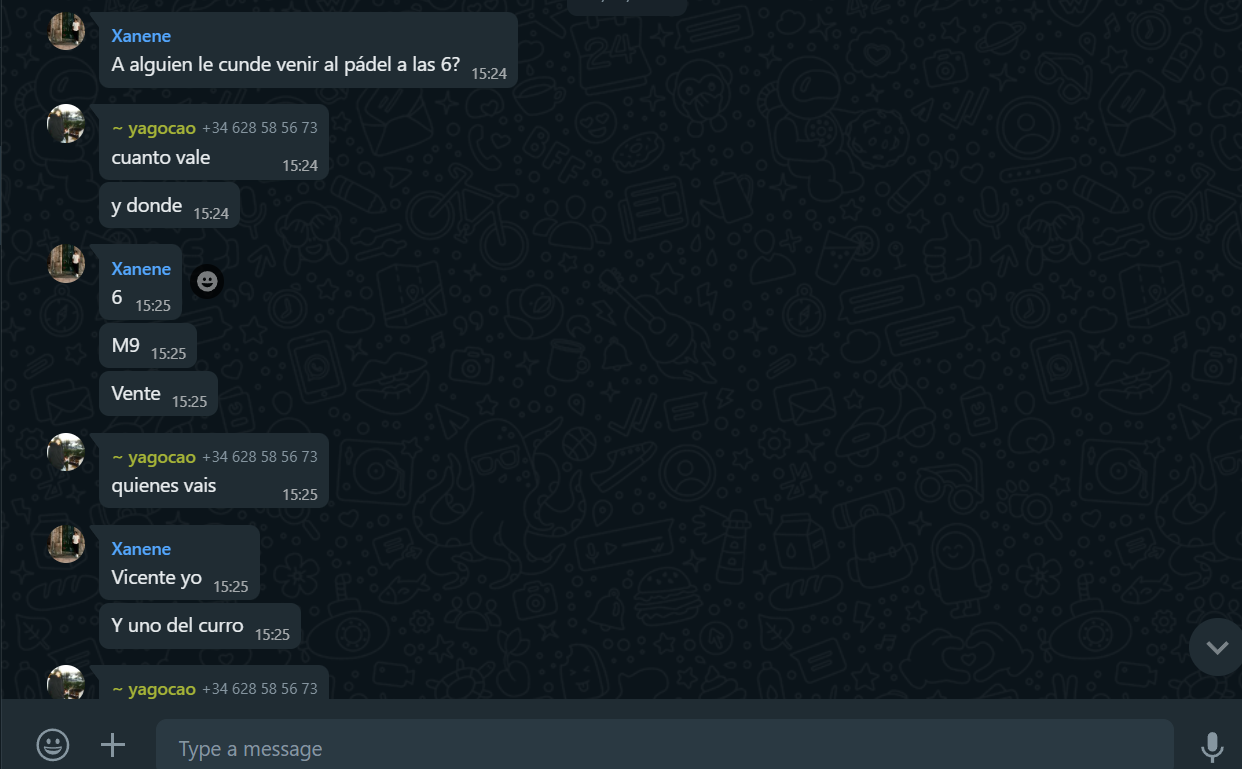 Xanene
A alguien le cunde venir al pádel a las 6? 15:24
~ yagocao +34 628 58 56 73
cuanto vale 15:24
y donde 15:24
Xanene
6 15:25
M9 15:25
Vente 15:25
~ yagocao +34 628 58 56 73
quienes vais 15:25
Xanene
Vicente yo 15:25
Y uno del curro 15:25
~ yagocao +34 628 58 56 73
Type a message